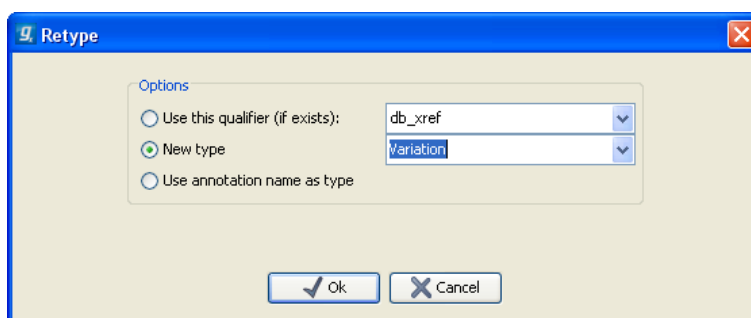 Retype
Options
Use this qualifier (if exists): db_xref
New type Variation
Use annotation name as type
Ok Cancel